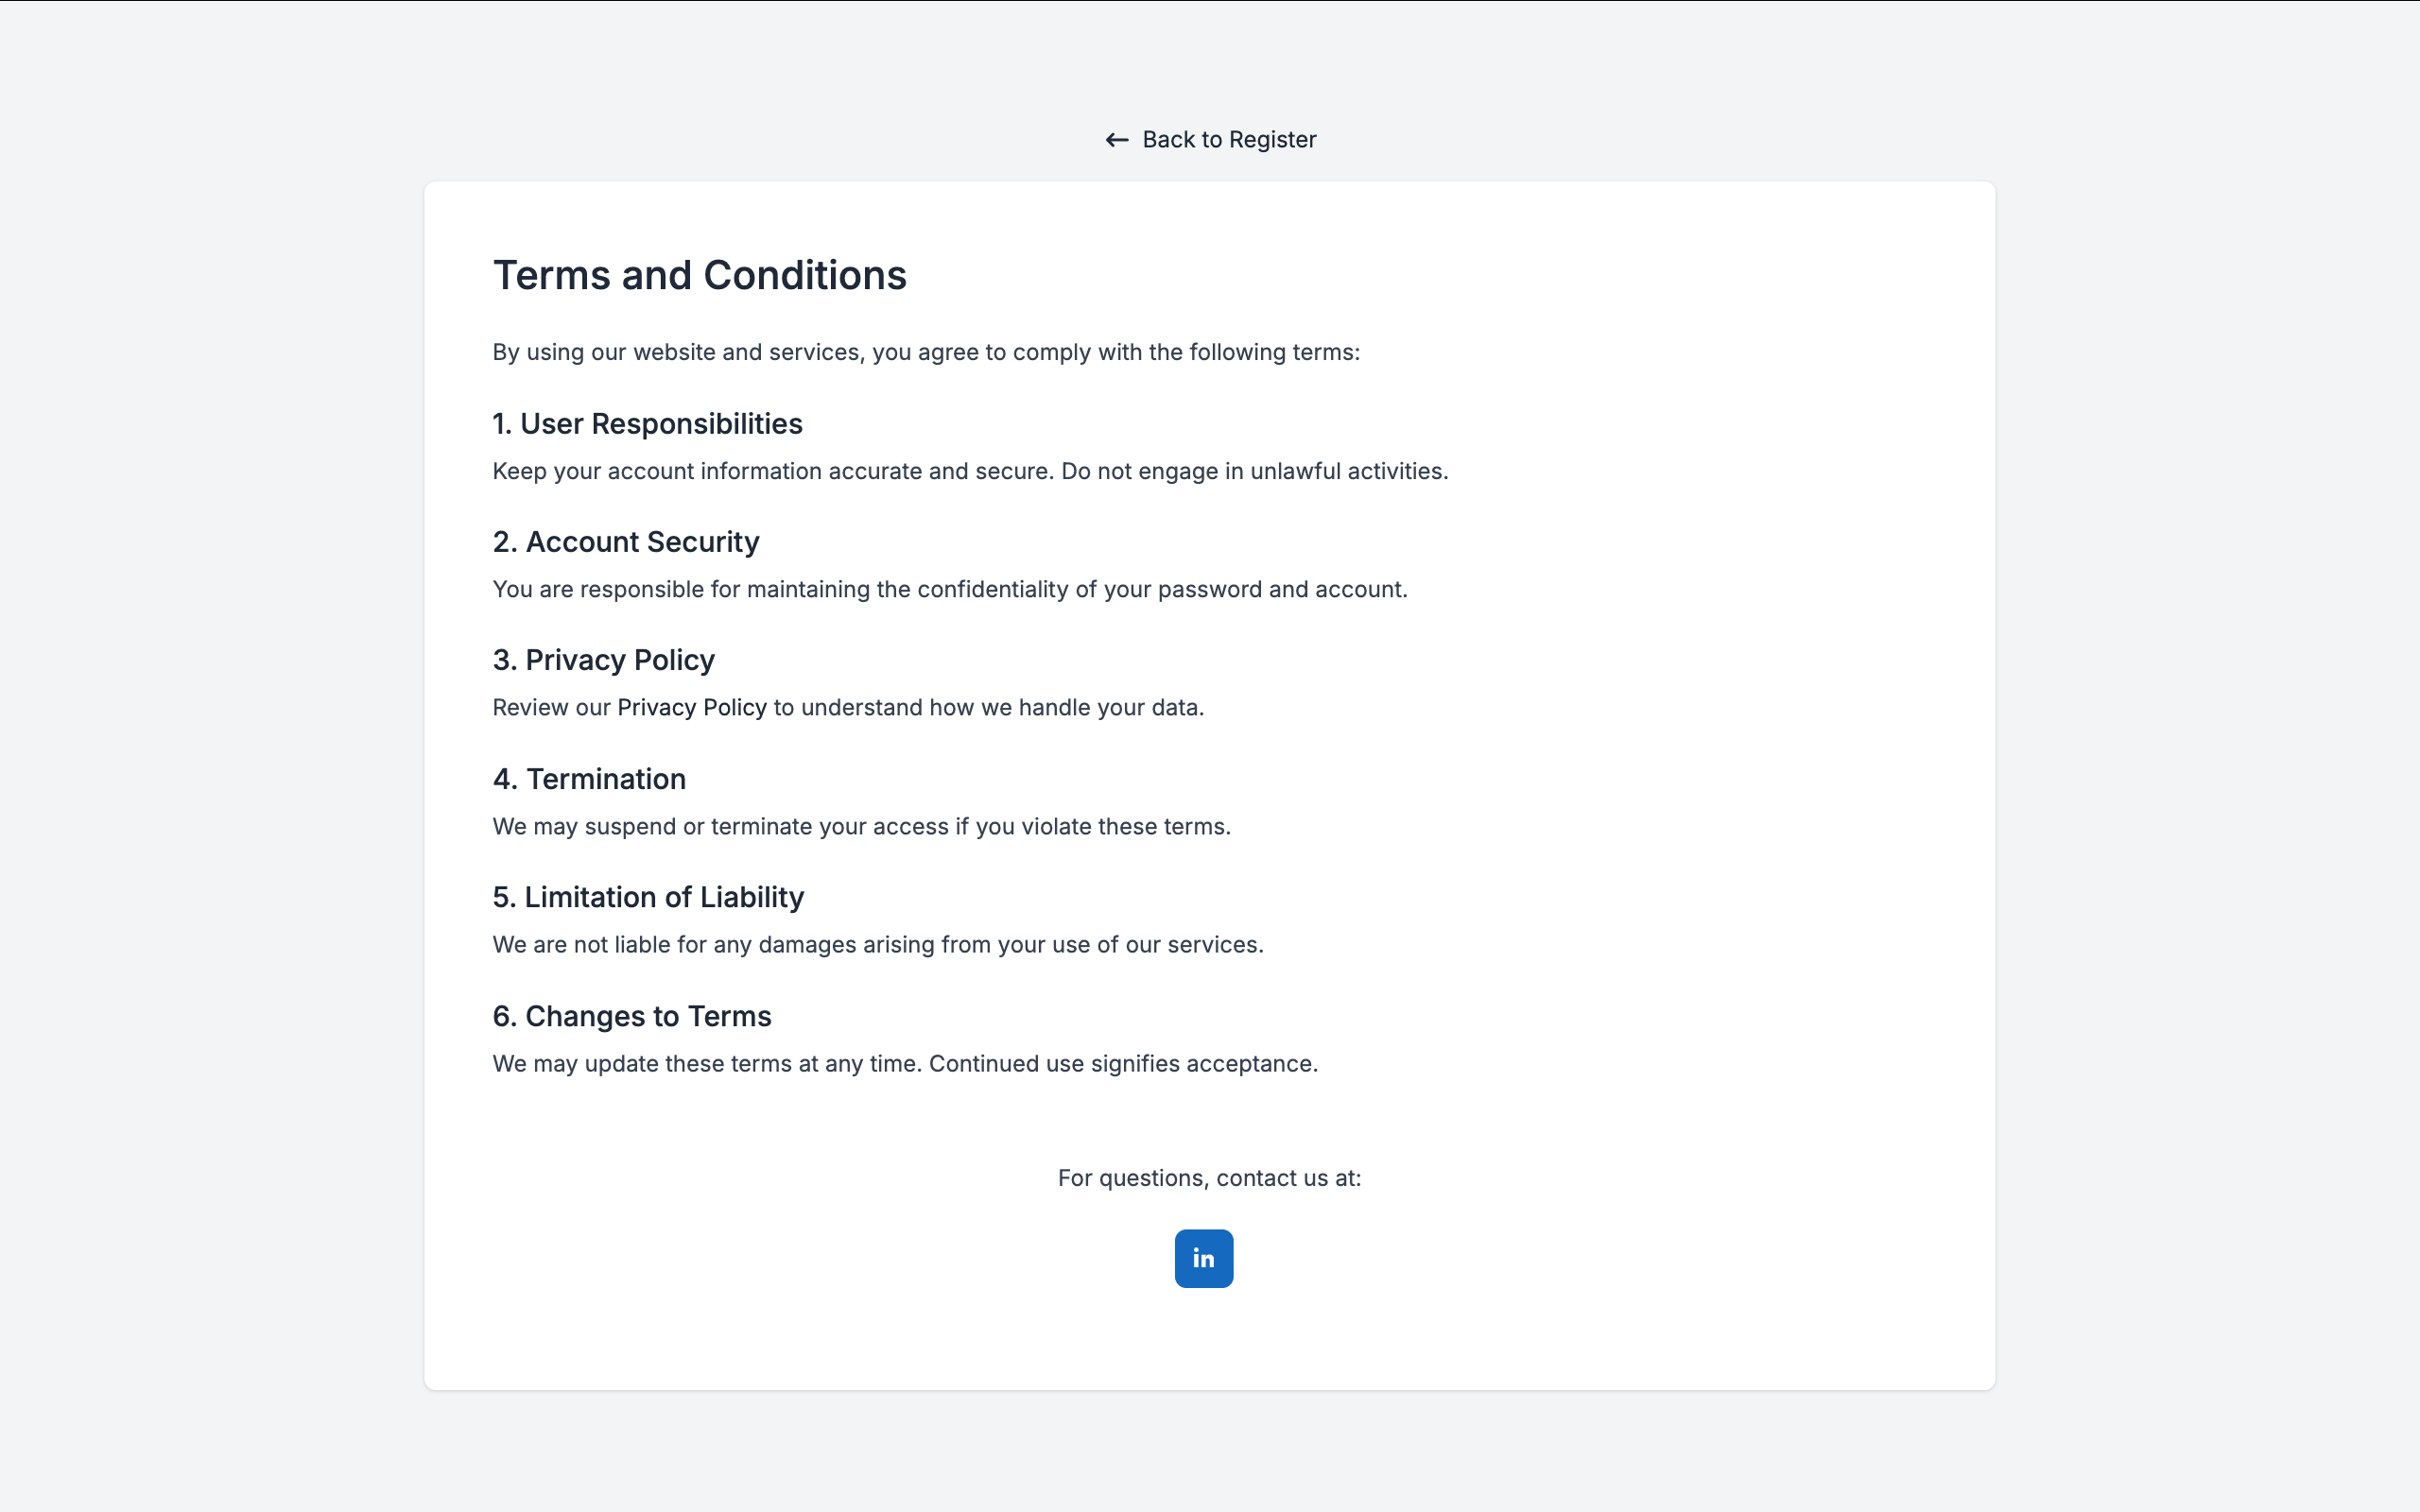 Back to Register
Terms and Conditions
By using our website and services, you agree to comply with the following terms:
1. User Responsibilities
Keep your account information accurate and secure. Do not engage in unlawful activities.
2. Account Security
You are responsible for maintaining the confidentiality of your password and account.
3. Privacy Policy
Review our Privacy Policy to understand how we handle your data.
4. Termination
We may suspend or terminate your access if you violate these terms.
5. Limitation of Liability
We are not liable for any damages arising from your use of our services.
6. Changes to Terms
We may update these terms at any time. Continued use signifies acceptance.
For questions, contact us at:
in